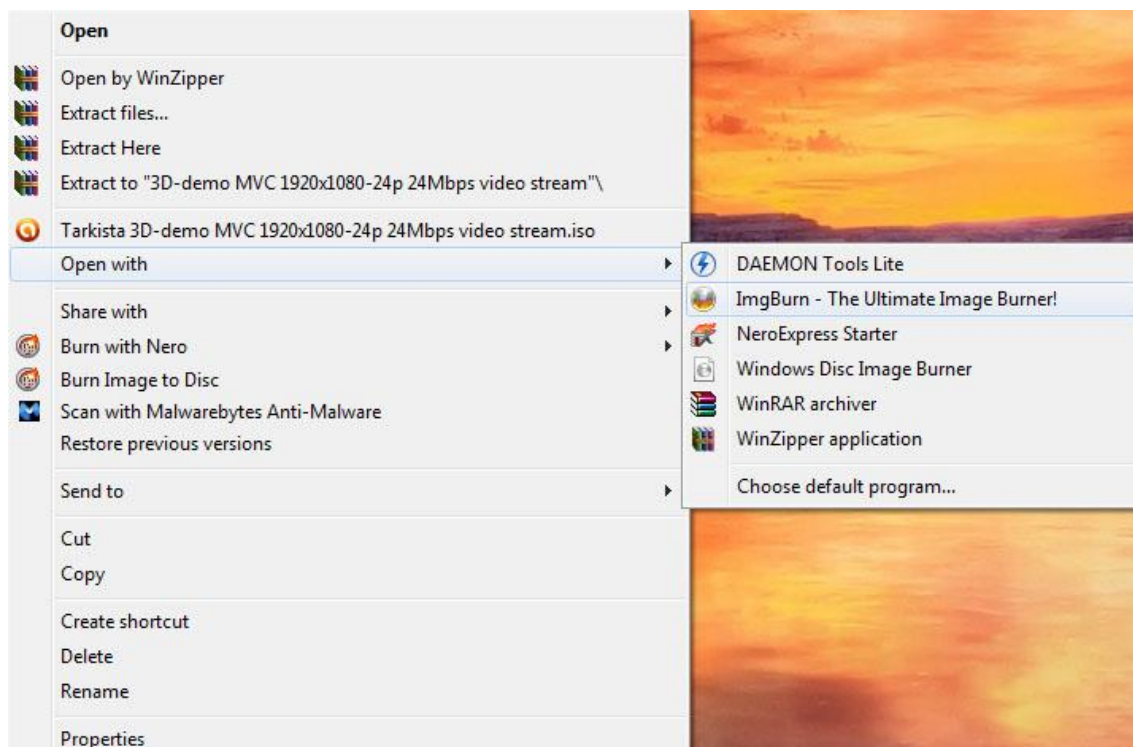 Open
Open by WinZipper
Extract files...
Extract Here
Extract to "3D-demo MVC 1920x1080-24p 24Mbps video stream"\
Tarkista 3D-demo MVC 1920x1080-24p 24Mbps video stream.iso
Open with
Share with
Burn with Nero
Burn Image to Disc
Scan with Malwarebytes Anti-Malware
Restore previous versions
Send to
Cut
Copy
Create shortcut
Delete
Rename
Properties
DAEMON Tools Lite
ImgBurn - The Ultimate Image Burner!
NeroExpress Starter
Windows Disc Image Burner
WinRAR archiver
WinZipper application
Choose default program...